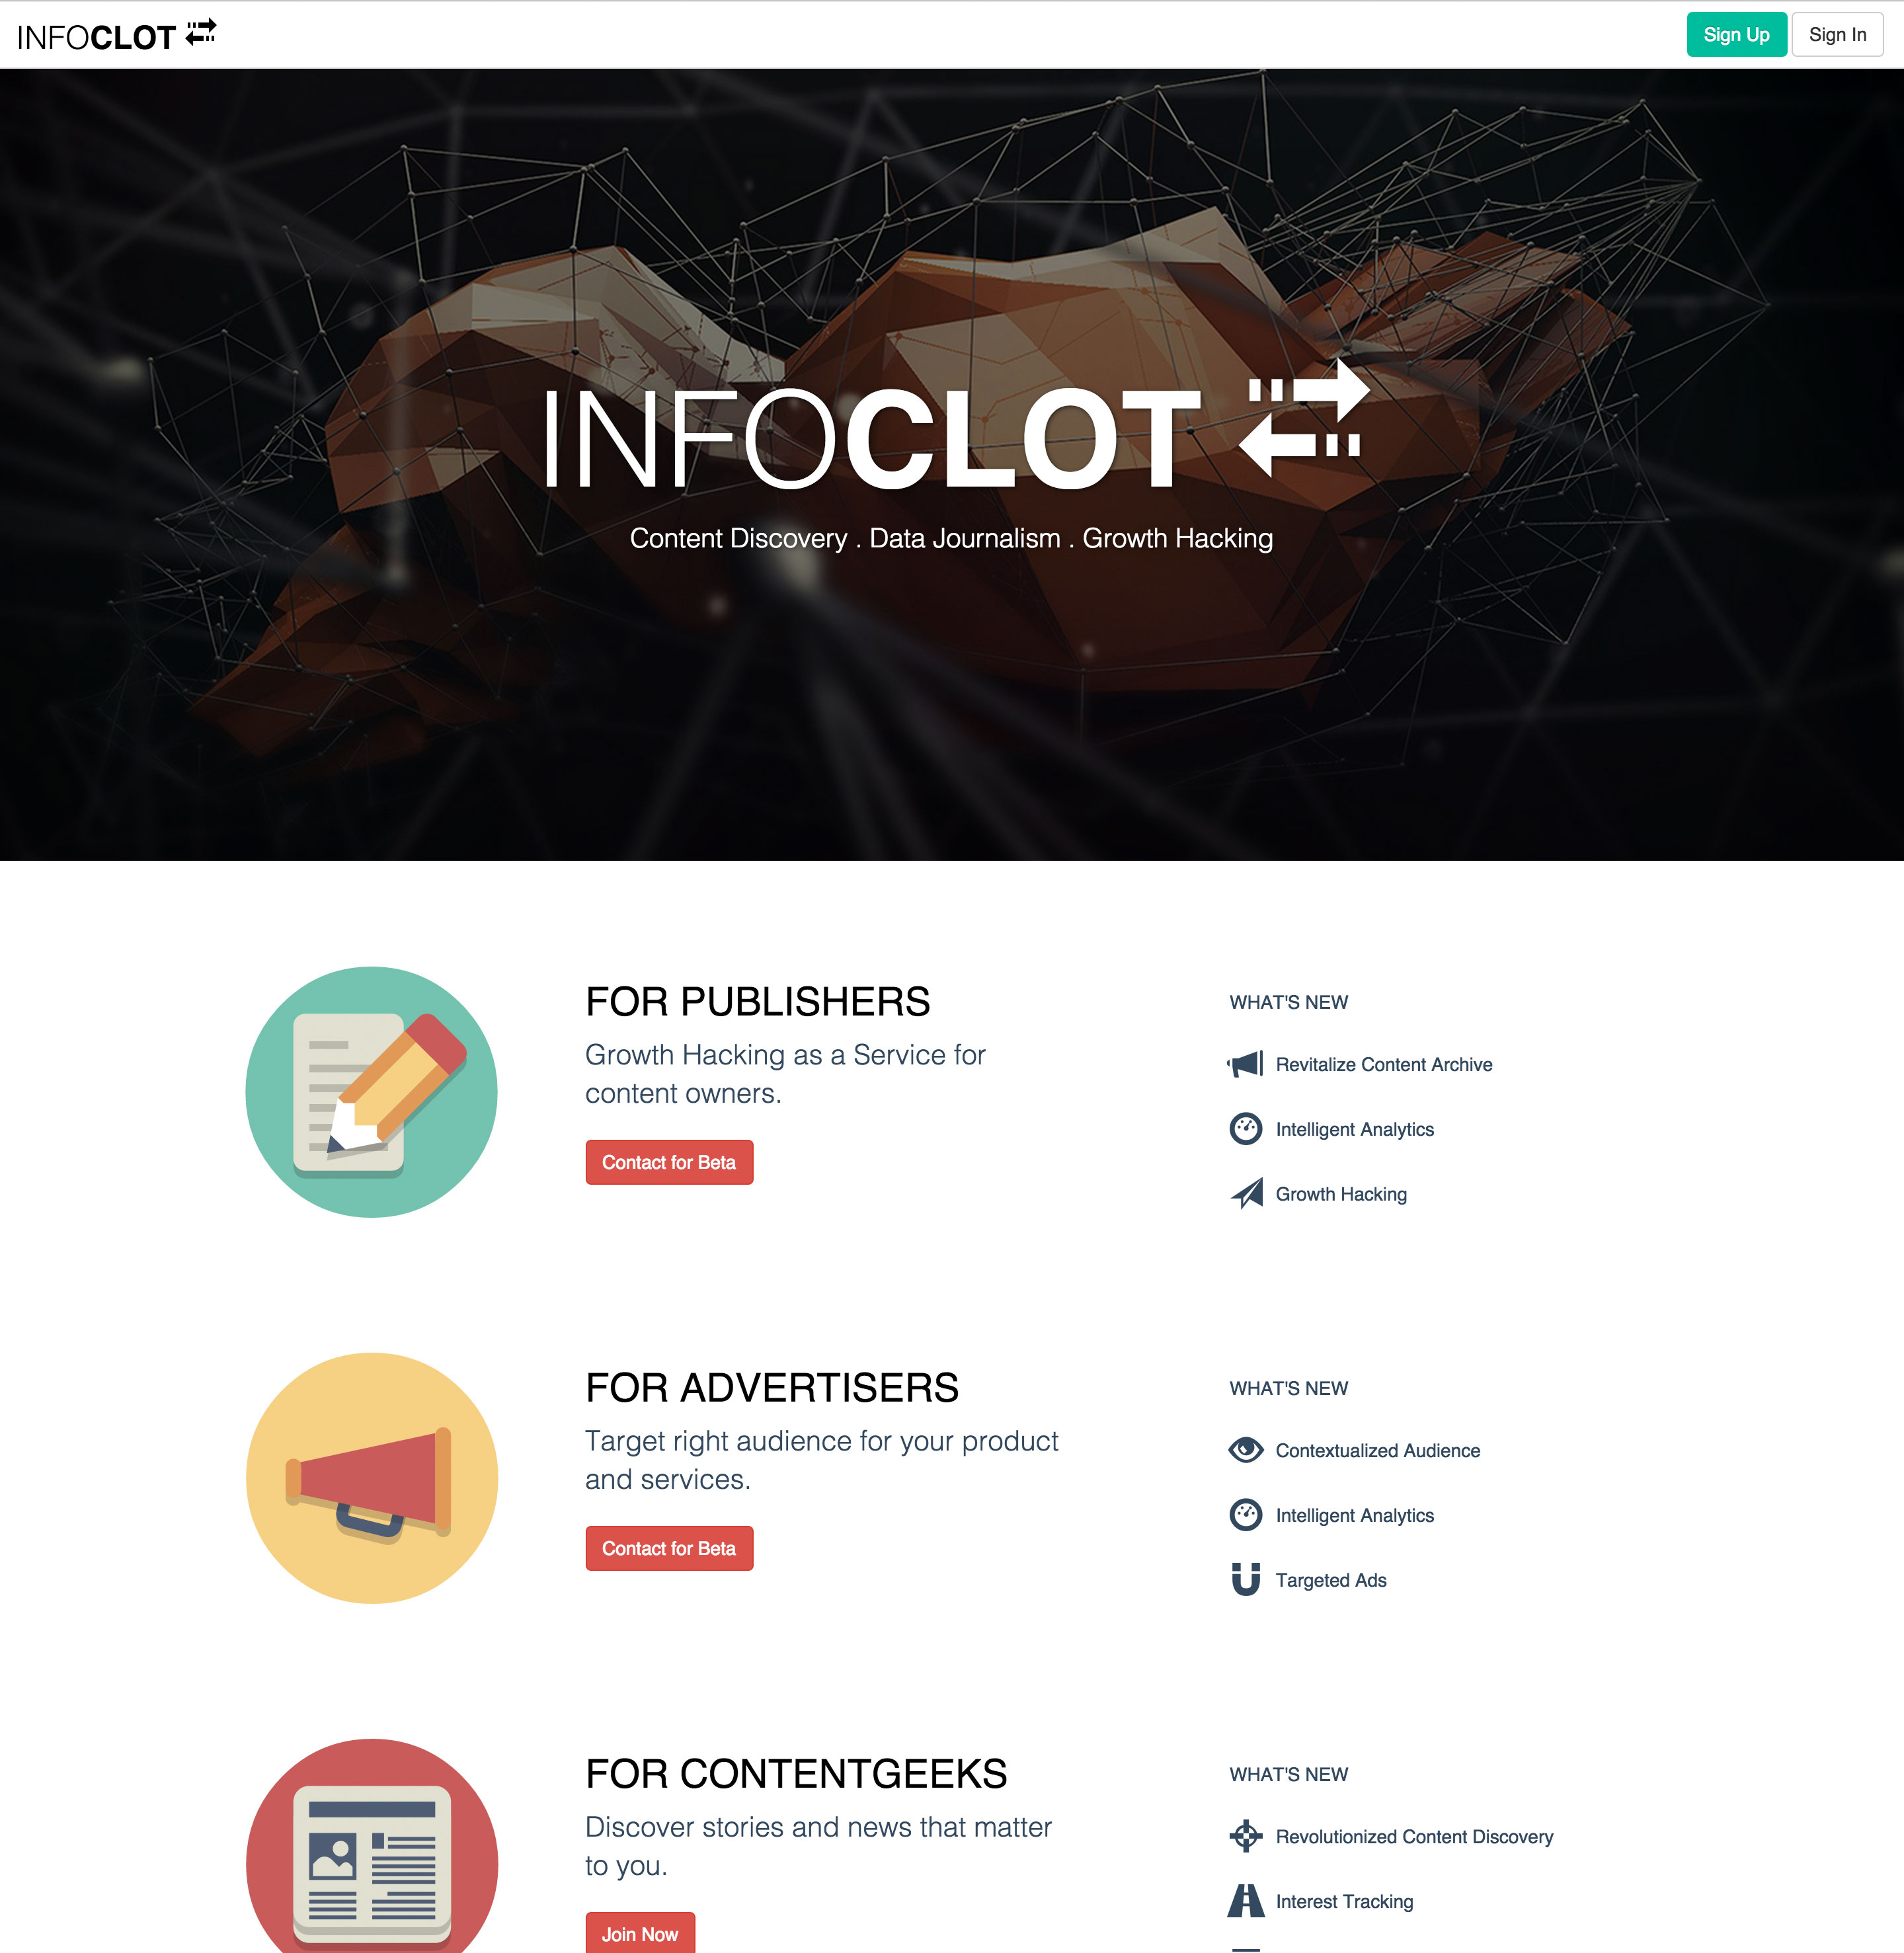 INFOCLOT
Sign Up
Sign In
INFOCLOT
Content Discovery . Data Journalism . Growth Hacking
FOR PUBLISHERS
Growth Hacking as a Service for
content owners.
Contact for Beta
WHAT'S NEW
Revitalize Content Archive
Intelligent Analytics
Growth Hacking
FOR ADVERTISERS
Target right audience for your product
and services.
Contact for Beta
WHAT'S NEW
Contextualized Audience
Intelligent Analytics
Targeted Ads
FOR CONTENTGEEKS
Discover stories and news that matter
to you.
Join Now
WHAT'S NEW
Revolutionized Content Discovery
Interest Tracking